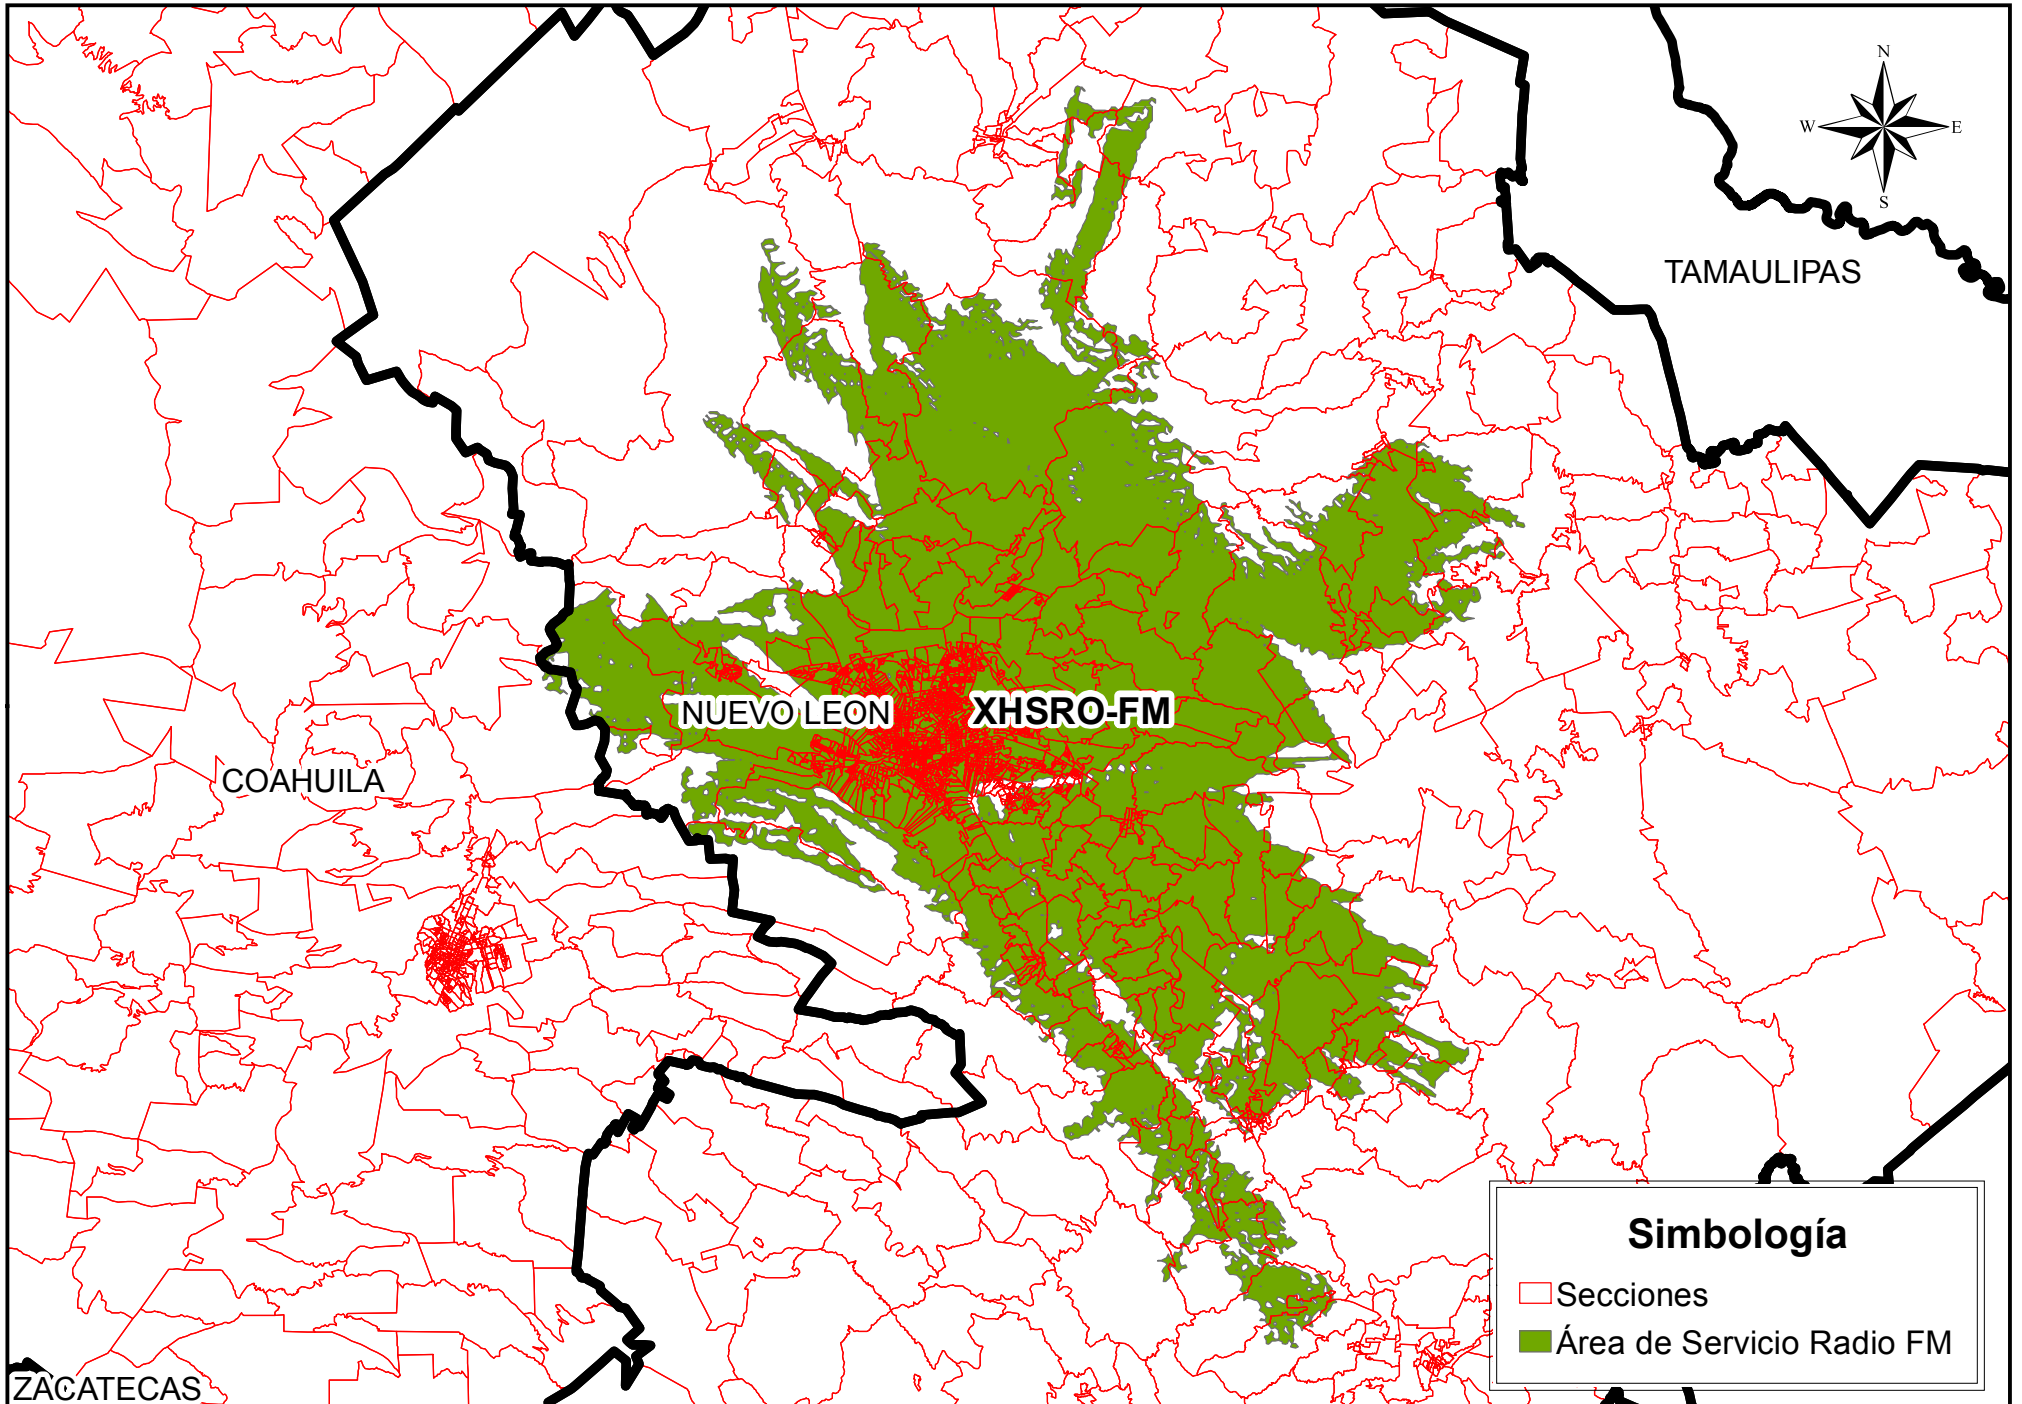 N
W E
S
TAMAULIPAS
NUEVO LEON
XHSRO-FM
COAHUILA
Simbología
Secciones
Área de Servicio Radio FM
ZACATECAS